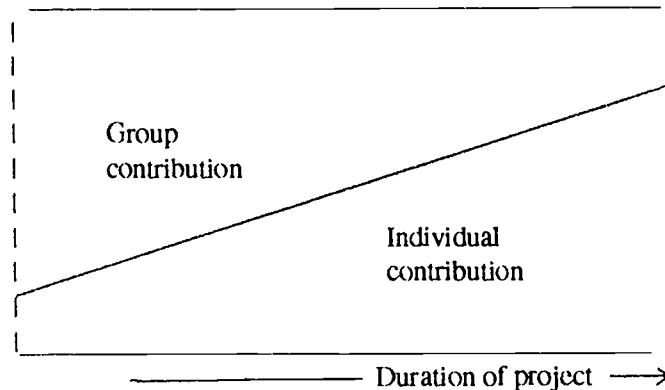 Group
contribution
Individual
contribution
Duration of project